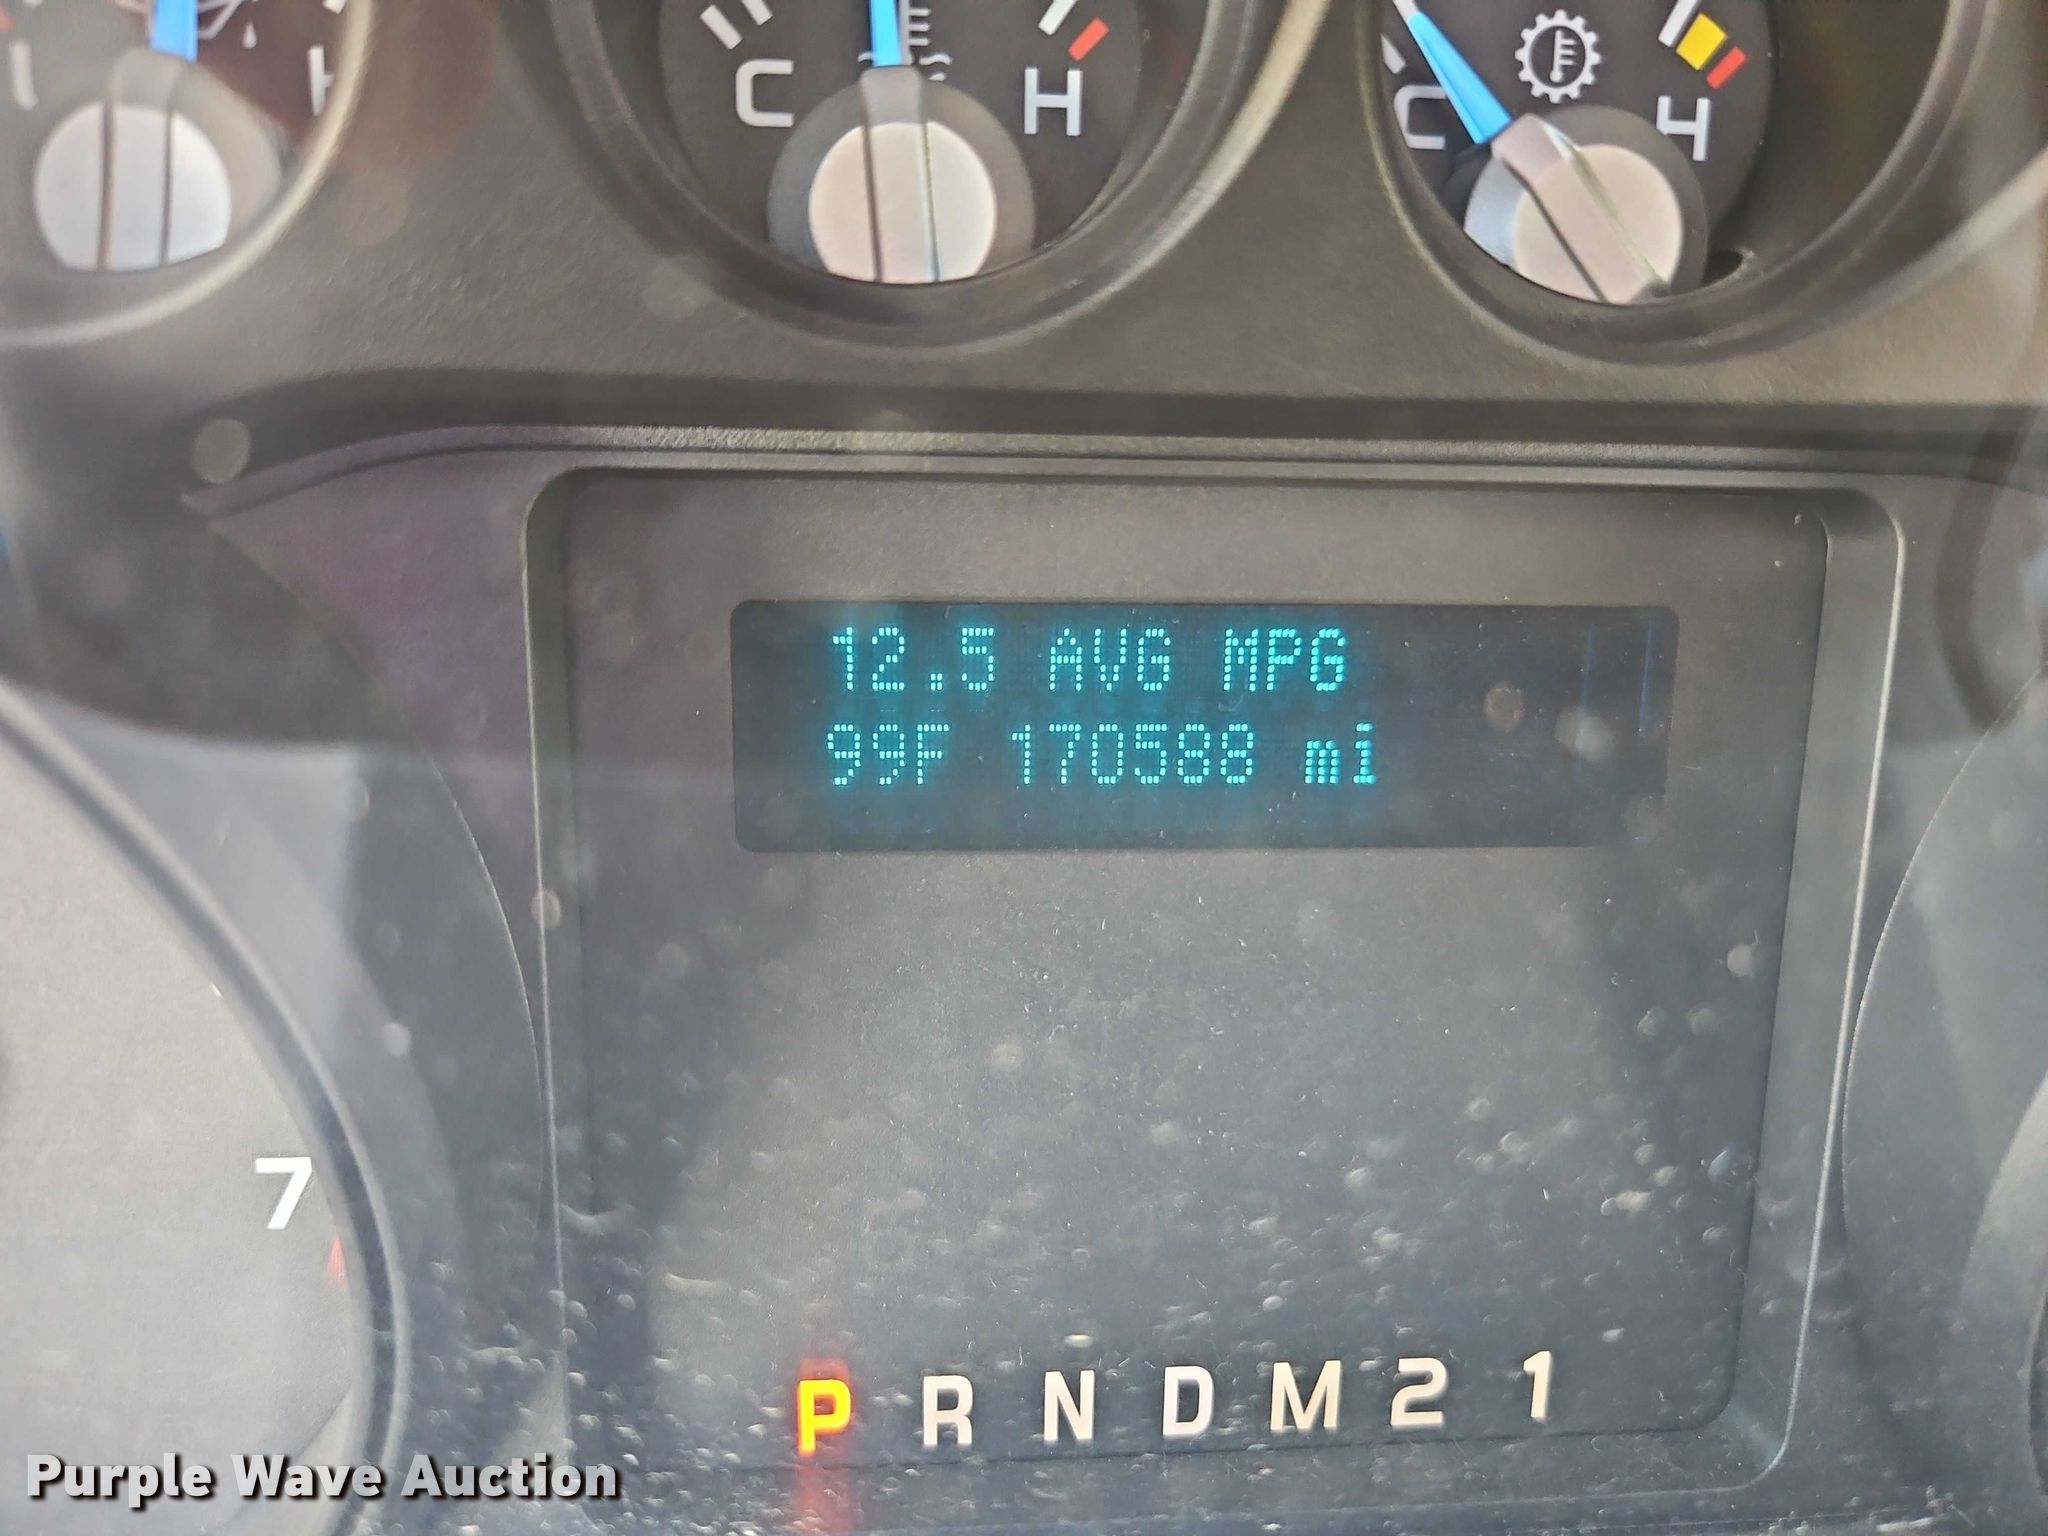 C H
C H
12.5 AVG MPG
99F 170588 mi
7
P R N D M 2 1
Purple Wave Auction